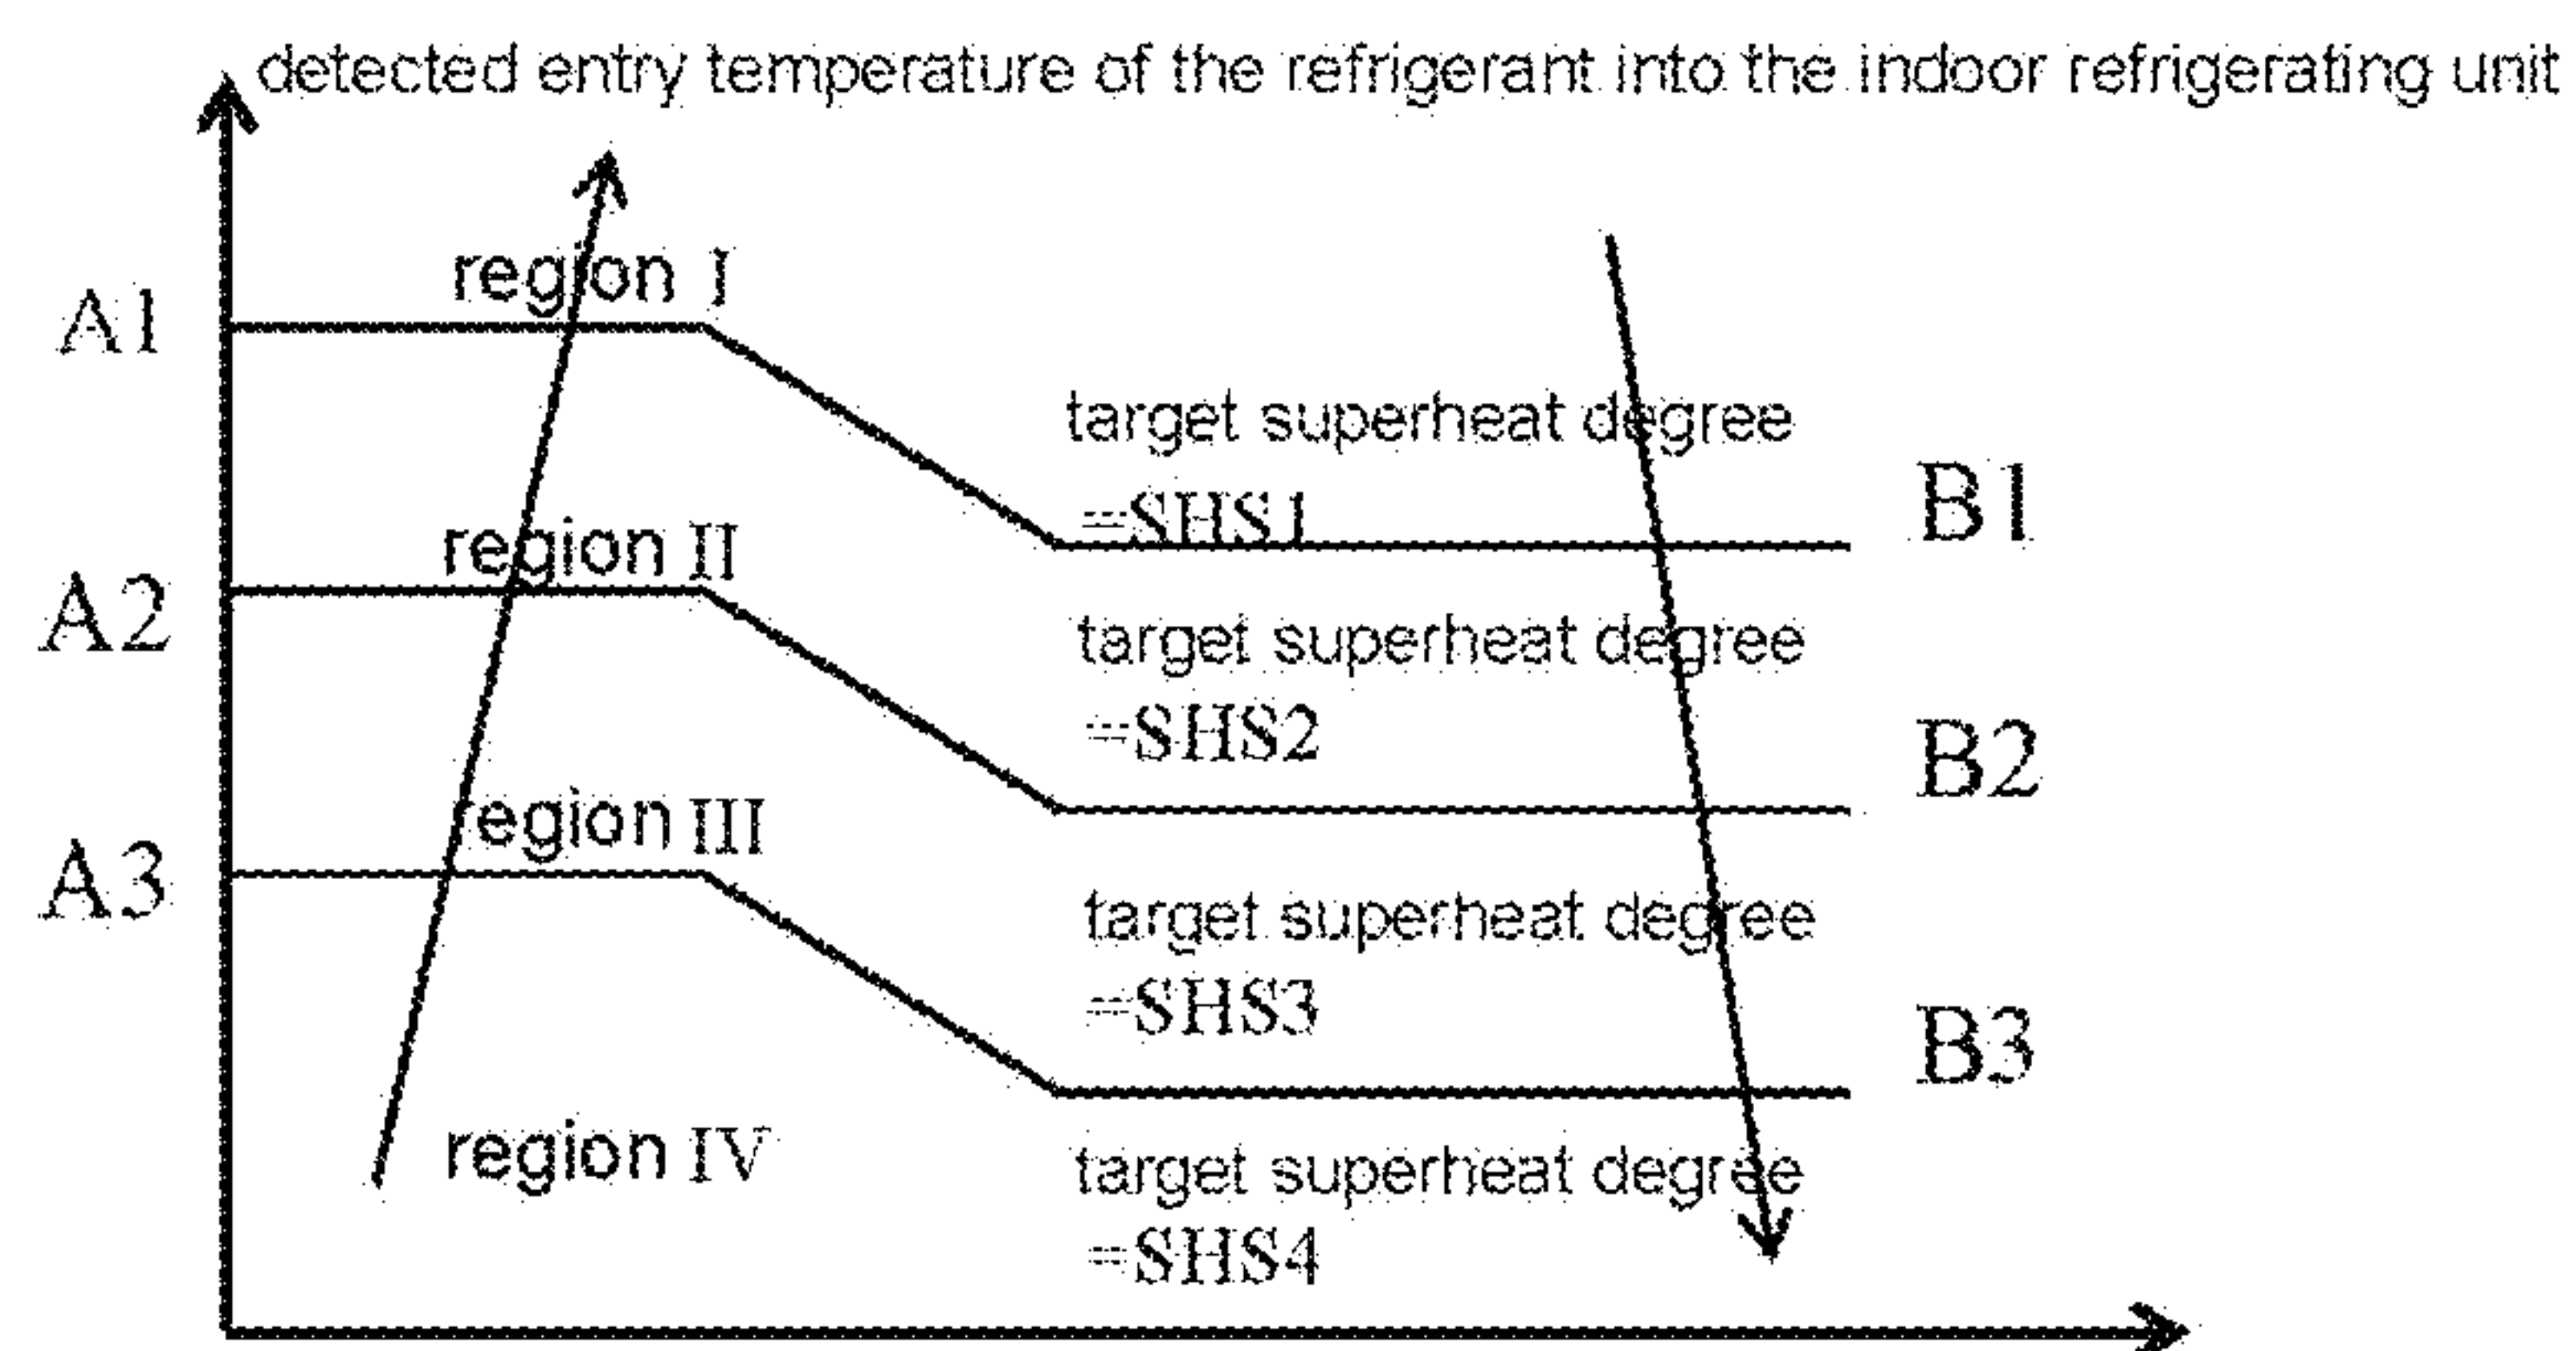 detected entry temperature of the refrigerant into the indoor refrigerating unit
region I
A1
target superheat degree
=SHS1
B1
region II
A2
target superheat degree
=SHS2
B2
region III
A3
target superheat degree
=SHS3
B3
region IV
target superheat degree
=SHS4